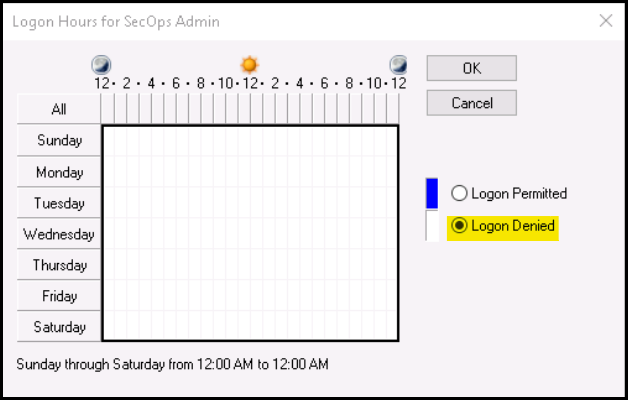 Logon Hours for SecOps Admin
12 · 2 · 4 · 6 · 8 · 10 · 12 · 2 · 4 · 6 · 8 · 10 · 12
OK
Cancel
All
Sunday
Monday
Tuesday
Wednesday
Thursday
Friday
Saturday
Logon Permitted
Logon Denied
Sunday through Saturday from 12:00 AM to 12:00 AM